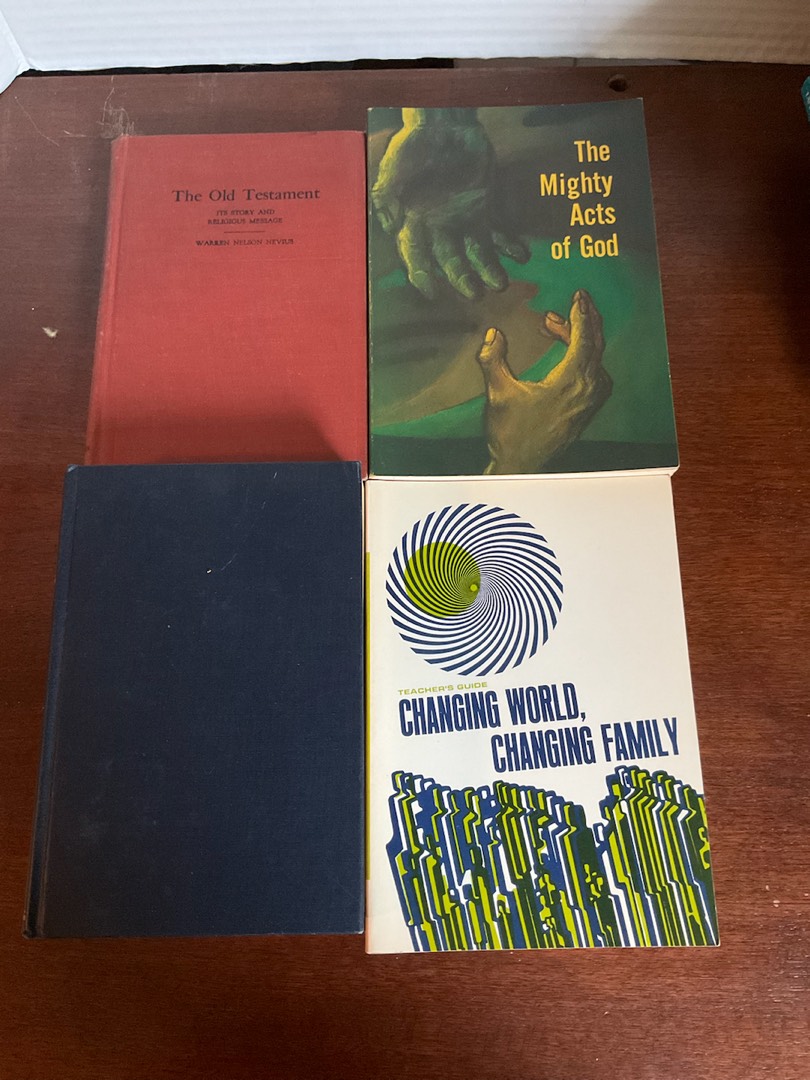 The Old Testament
ITS STORY AND
RELIGIOUS MESSAGE
WARREN NELSON NEVIUS
The
Mighty
Acts
of God
TEACHER'S GUIDE
CHANGING WORLD,
CHANGING FAMILY